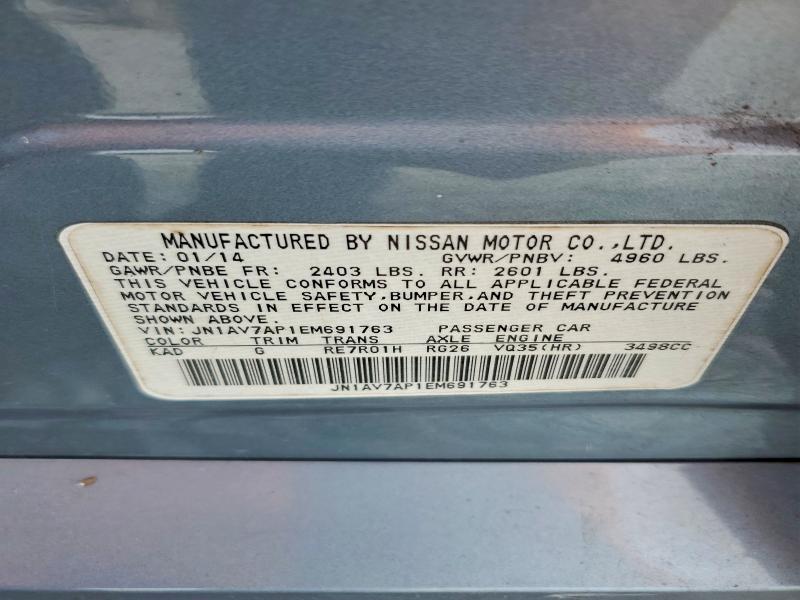 MANUFACTURED BY NISSAN MOTOR CO.,LTD.
DATE: 01/14 GVWR/PNBV: 4960 LBS.
GAWR/PNBE FR: 2403 LBS. RR: 2601 LBS.
THIS VEHICLE CONFORMS TO ALL APPLICABLE FEDERAL
MOTOR VEHICLE SAFETY,BUMPER,AND THEFT PREVENTION
STANDARDS IN EFFECT ON THE DATE OF MANUFACTURE
SHOWN ABOVE.
VIN: JN1AV7AP1EM691763 PASSENGER CAR
COLOR TRIM TRANS AXLE ENGINE
KAD G RE7R01H RG26 VQ35(HR) 3498CC
JN1AV7AP1EM691763